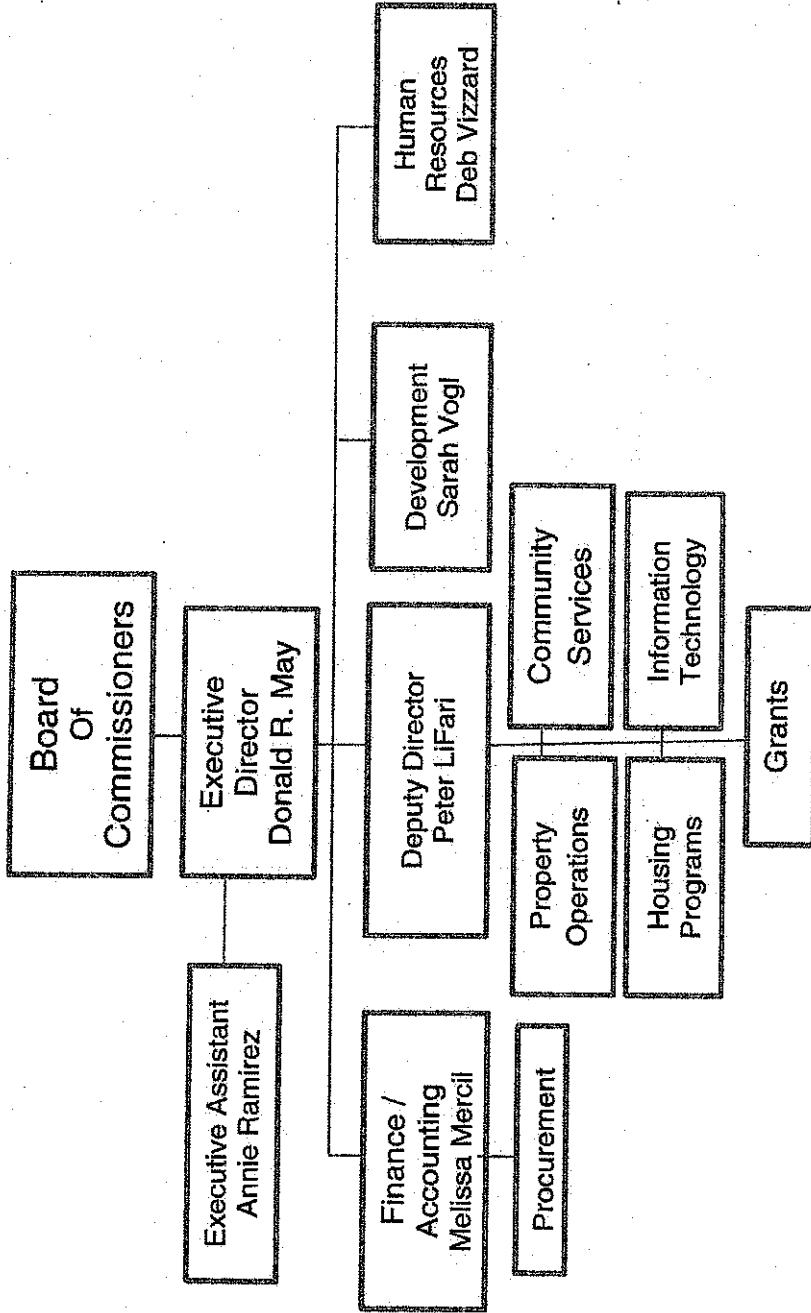 Board
Of
Commissioners
Executive
Director
Donald R. May
Executive Assistant
Annie Ramirez
Finance /
Accounting
Melissa Mercil
Deputy Director
Peter LiFari
Development
Sarah Vogl
Human
Resources
Deb Vizzard
Procurement
Property
Operations
Community
Services
Housing
Programs
Information
Technology
Grants